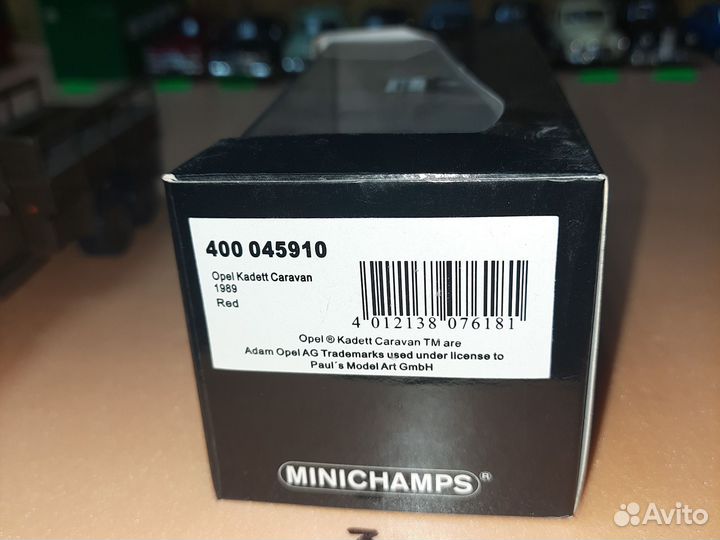 400 045910
Opel Kadett Caravan
1989
Red
4 012138 076181
Opel ® Kadett Caravan TM are
Adam Opel AG Trademarks used under license to
Paul´s Model Art GmbH
MINICHAMPS®
Avito